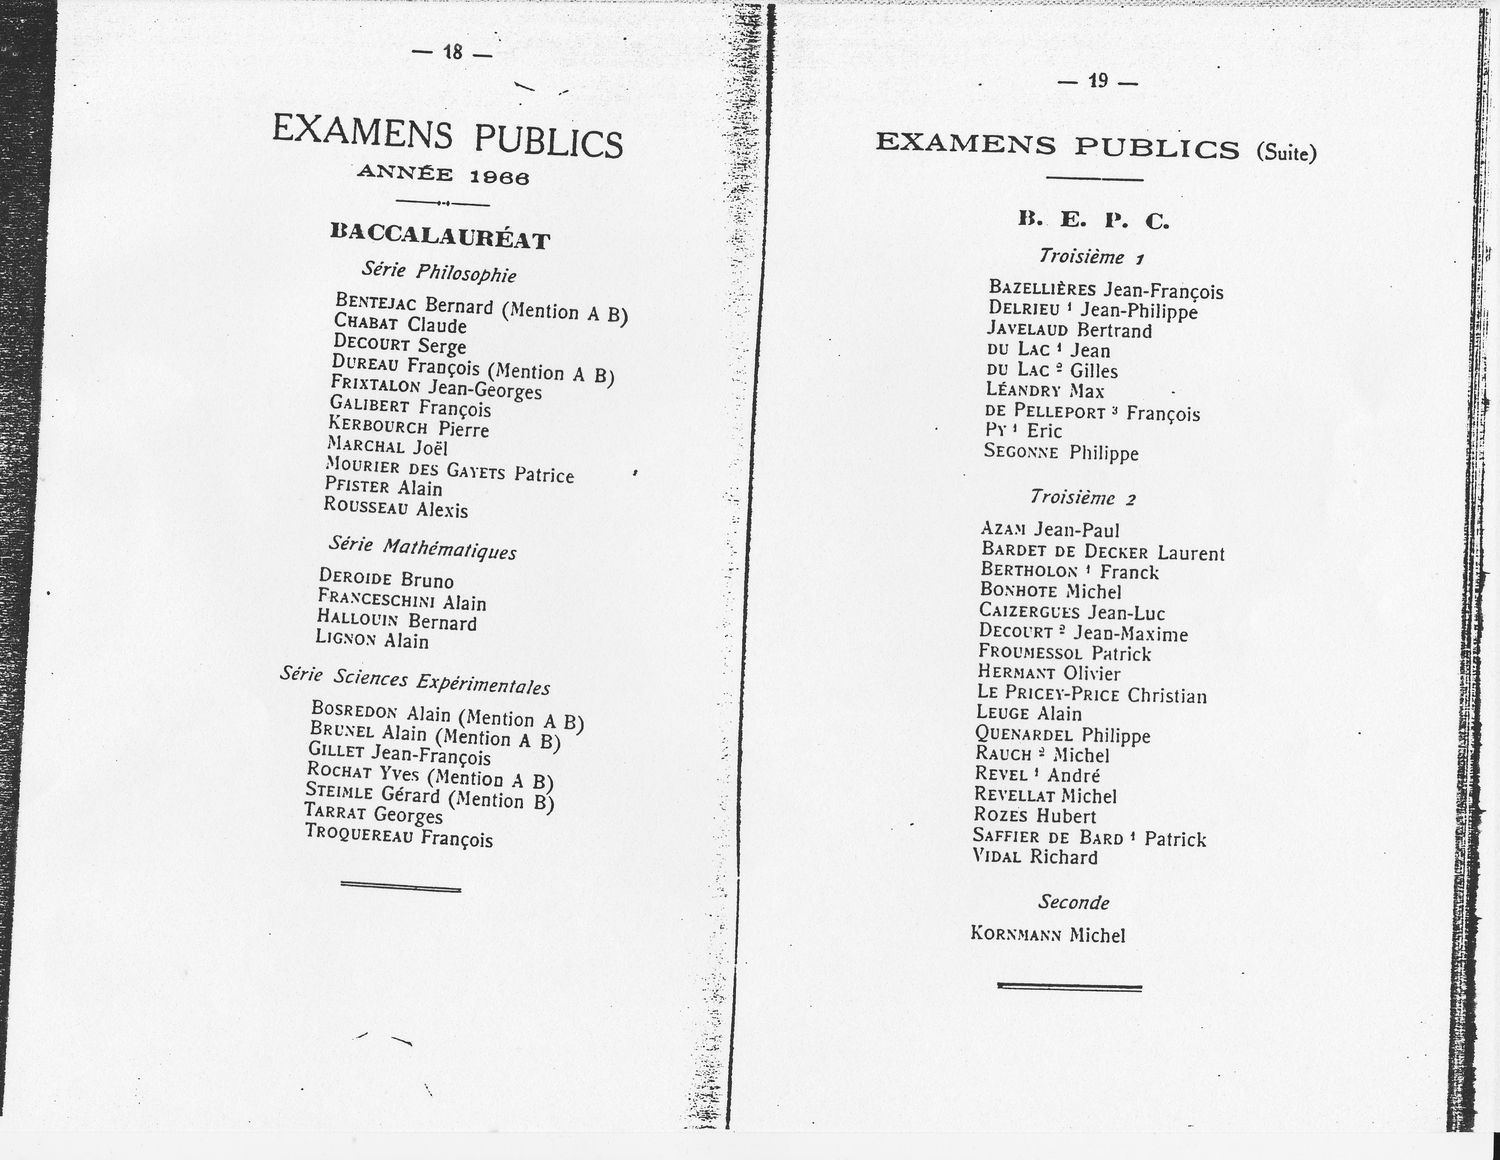 — 18 —
EXAMENS PUBLICS
ANNÉE 1966
BACCALAURÉAT
Série Philosophie
BENTEJAC Bernard (Mention A B)
CHABAT Claude
DECOURT Serge
DUREAU François (Mention A B)
FRIXTALON Jean-Georges
GALIBERT François
KERBOURCH Pierre
MARCHAL Joël
MOURIER DES GAYETS Patrice
PFISTER Alain
ROUSSEAU Alexis
Série Mathématiques
DEROIDE Bruno
FRANCESCHINI Alain
HALLOUIN Bernard
LIGNON Alain
Série Sciences Expérimentales
BOSREDON Alain (Mention A B)
BRUNEL Alain (Mention A B)
GILLET Jean-François
ROCHAT Yves (Mention A B)
STEIMLE Gérard (Mention B)
TARRAT Georges
TROQUEREAU François
— 19 —
EXAMENS PUBLICS (Suite)
B. E. P. C.
Troisième 1
BAZELLIÈRES Jean-François
DELRIEU ¹ Jean-Philippe
JAVELAUD Bertrand
DU LAC ¹ Jean
DU LAC ² Gilles
LÉANDRY Max
DE PELLEPORT ³ François
PY ¹ Eric
SEGONNE Philippe
Troisième 2
AZAM Jean-Paul
BARDET DE DECKER Laurent
BERTHOLON ¹ Franck
BONHOTE Michel
CAIZERGUES Jean-Luc
DECOURT ² Jean-Maxime
FROUMESSOL Patrick
HERMANT Olivier
LE PRICEY-PRICE Christian
LEUGE Alain
QUENARDEL Philippe
RAUCH ² Michel
REVEL ¹ André
REVELLAT Michel
ROZES Hubert
SAFFIER DE BARD ¹ Patrick
VIDAL Richard
Seconde
KORNMANN Michel